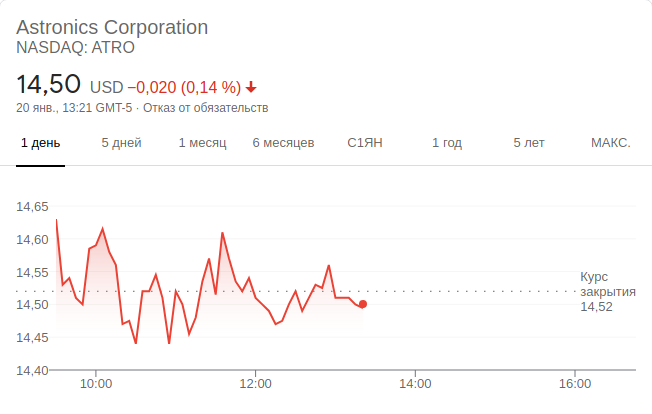 Astronics Corporation
NASDAQ: ATRO
14,50 USD −0,020 (0,14 %)
20 янв., 13:21 GMT-5 · Отказ от обязательств
1 день 5 дней 1 месяц 6 месяцев С1ЯН 1 год 5 лет МАКС.
14,65
14,60
14,55
14,50
14,45
14,40
Курс
закрытия
14,52
10:00 12:00 14:00 16:00